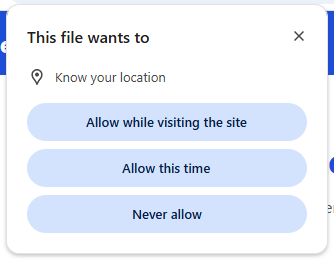 This file wants to
Know your location
Allow while visiting the site
Allow this time
Never allow